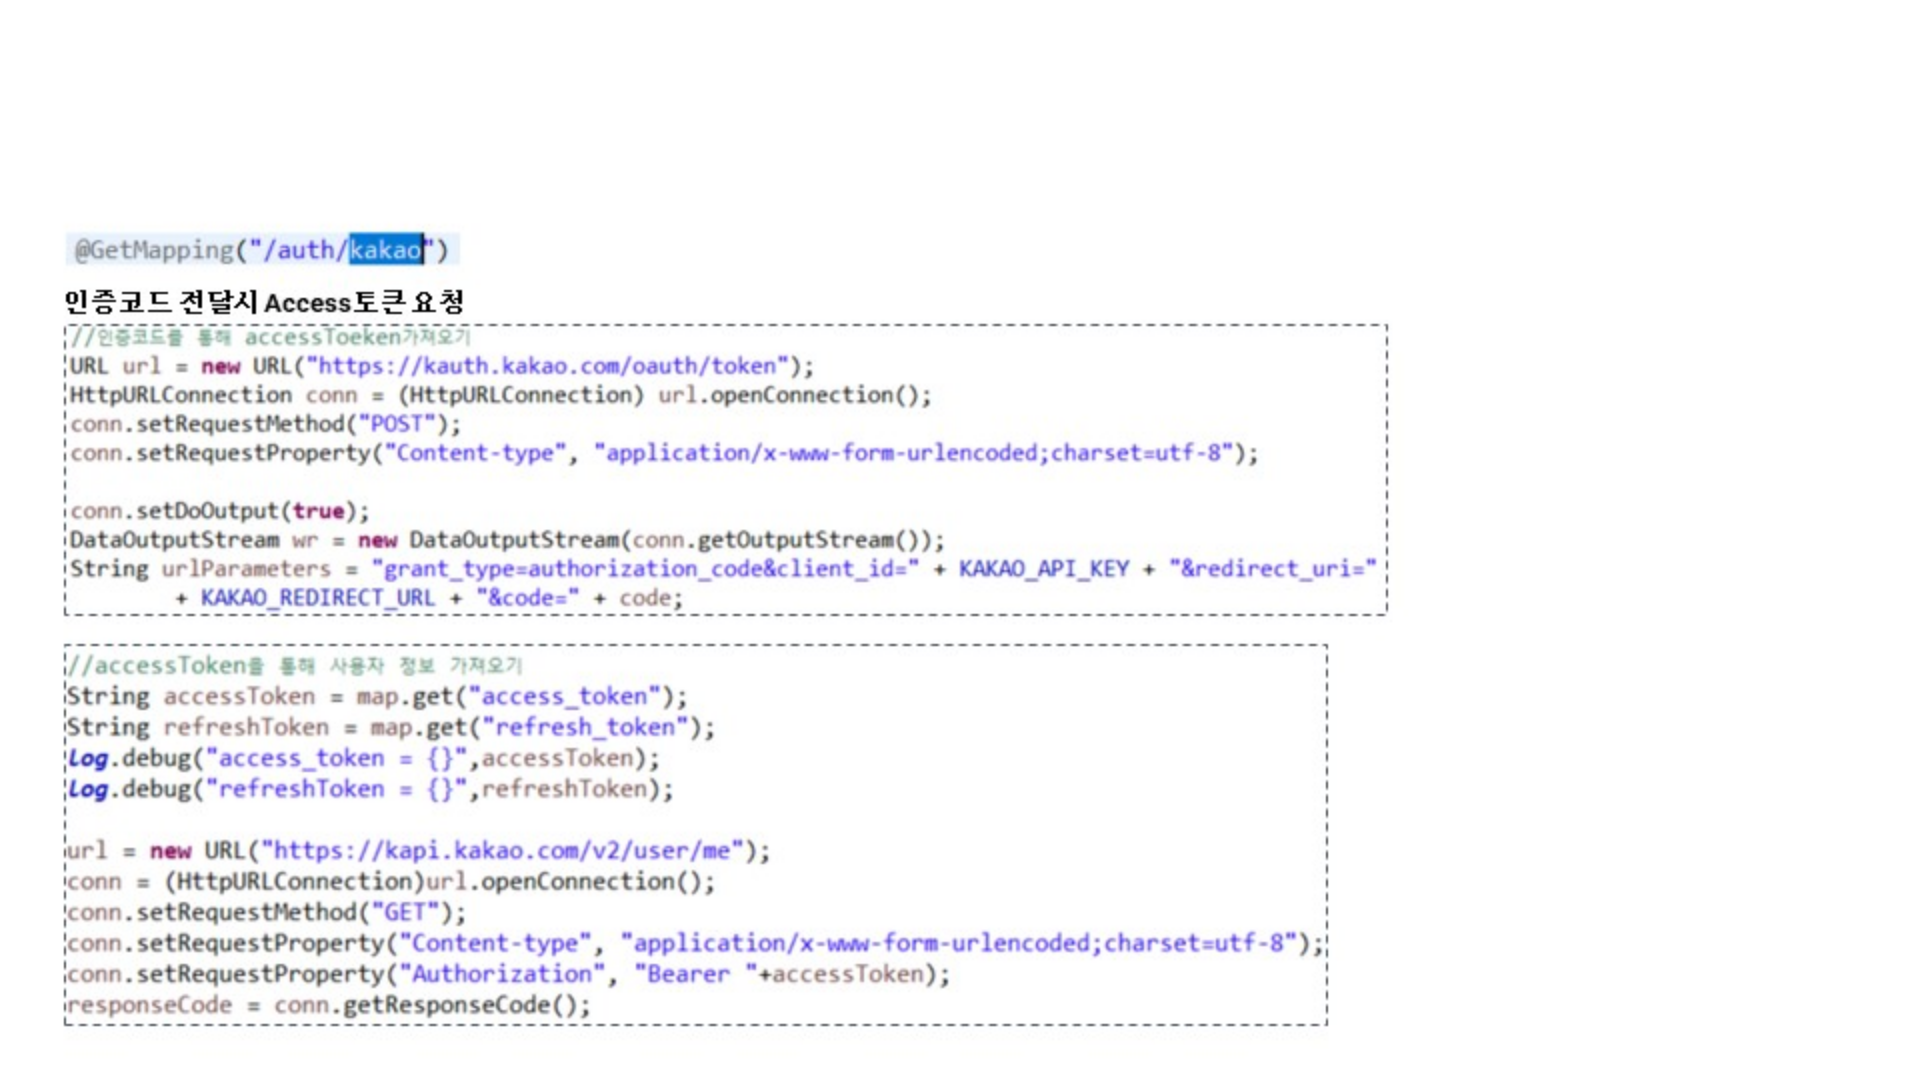 @GetMapping("/auth/kakao")
인증코드 전달시 Access토큰 요청
//인증코드를 통해 accessToeken가져오기
URL url = new URL("https://kauth.kakao.com/oauth/token");
HttpURLConnection conn = (HttpURLConnection) url.openConnection();
conn.setRequestMethod("POST");
conn.setRequestProperty("Content-type", "application/x-www-form-urlencoded;charset=utf-8");
conn.setDoOutput(true);
DataOutputStream wr = new DataOutputStream(conn.getOutputStream());
String urlParameters = "grant_type=authorization_code&client_id=" + KAKAO_API_KEY + "&redirect_uri="
+ KAKAO_REDIRECT_URL + "&code=" + code;
//accessToken을 통해 사용자 정보 가져오기
String accessToken = map.get("access_token");
String refreshToken = map.get("refresh_token");
log.debug("access_token = {}",accessToken);
log.debug("refreshToken = {}",refreshToken);
url = new URL("https://kapi.kakao.com/v2/user/me");
conn = (HttpURLConnection)url.openConnection();
conn.setRequestMethod("GET");
conn.setRequestProperty("Content-type", "application/x-www-form-urlencoded;charset=utf-8");
conn.setRequestProperty("Authorization", "Bearer "+accessToken);
responseCode = conn.getResponseCode();